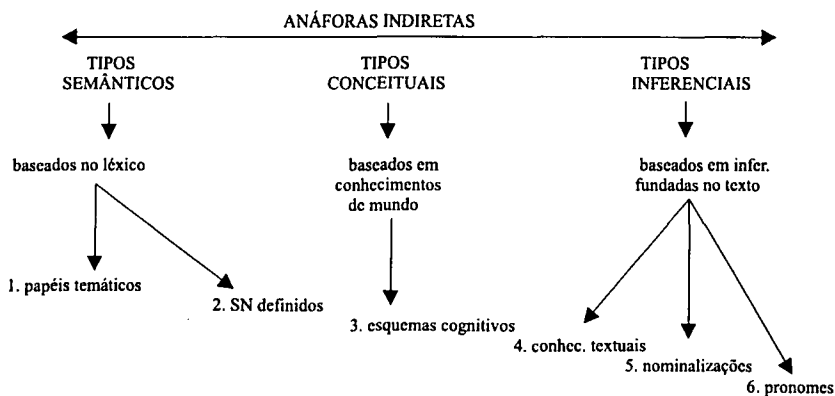 ANÁFORAS INDIRETAS
TIPOS
SEMÂNTICOS
TIPOS
CONCEITUAIS
TIPOS
INFERENCIAIS
baseados no léxico
baseados em
conhecimentos
de mundo
baseados em infer.
fundadas no texto
1. papéis temáticos
2. SN definidos
3. esquemas cognitivos
4. conhec. textuais
5. nominalizações
6. pronomes